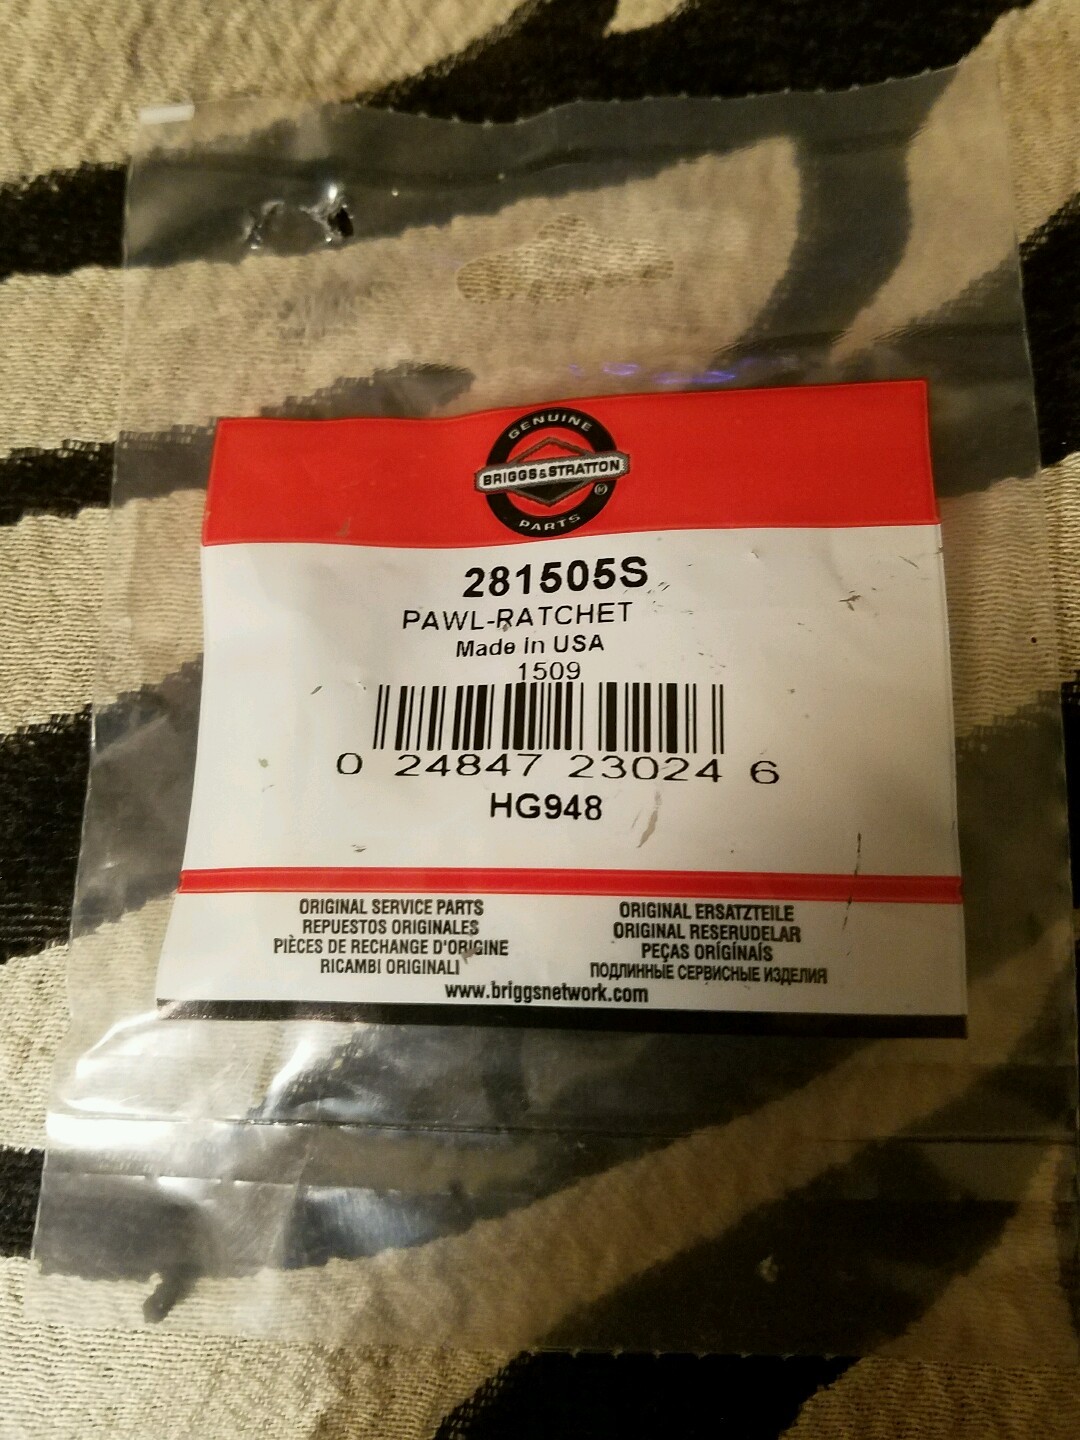 GENUINE
BRIGGS&STRATTON
®
PARTS
281505S
PAWL-RATCHET
Made in USA
1509
0 24847 23024 6
HG948
ORIGINAL SERVICE PARTS
REPUESTOS ORIGINALES
PIÈCES DE RECHANGE D'ORIGINE
RICAMBI ORIGINALI
ORIGINAL ERSATZTEILE
ORIGINAL RESERUDELAR
PEÇAS ORÍGÍNAÍS
ПОДЛИННЫЕ СЕРВИСНЫЕ ИЗДЕЛИЯ
www.briggsnetwork.com